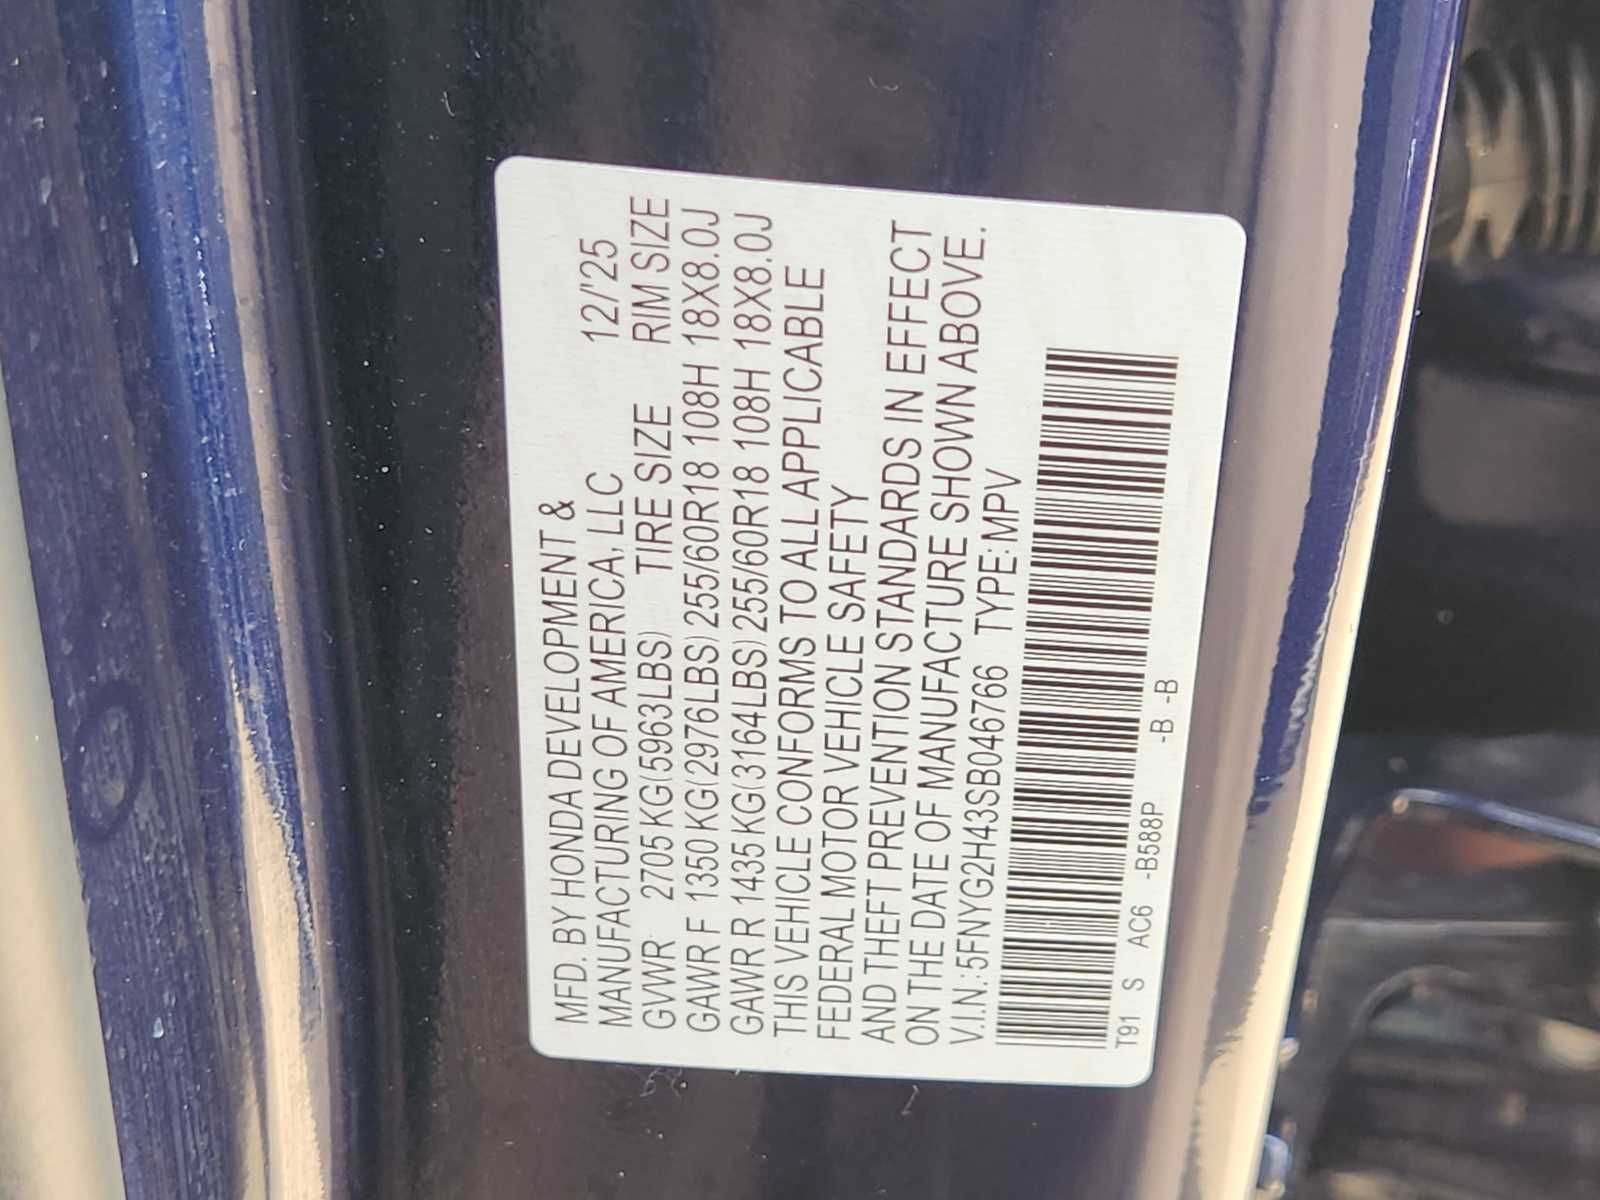 MFD. BY HONDA DEVELOPMENT &
MANUFACTURING OF AMERICA, LLC 12/'25
GVWR 2705 KG(5963LBS) TIRE SIZE RIM SIZE
GAWR F 1350 KG(2976LBS) 255/60R18 108H 18X8.0J
GAWR R 1435 KG(3164LBS) 255/60R18 108H 18X8.0J
THIS VEHICLE CONFORMS TO ALL APPLICABLE
FEDERAL MOTOR VEHICLE SAFETY
AND THEFT PREVENTION STANDARDS IN EFFECT
ON THE DATE OF MANUFACTURE SHOWN ABOVE.
V.I.N.: 5FNYG2H43SB046766 TYPE: MPV
T91 S AC6 -B588P -B -B